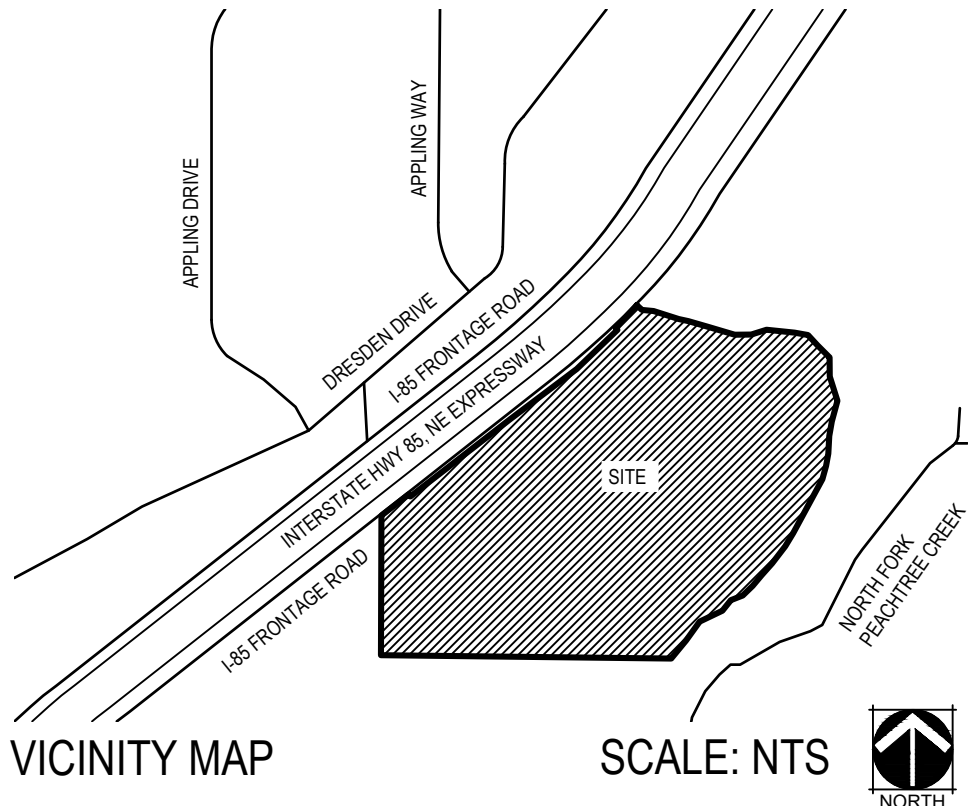 APPLING DRIVE
APPLING WAY
DRESDEN DRIVE
I-85 FRONTAGE ROAD
INTERSTATE HWY 85, NE EXPRESSWAY
I-85 FRONTAGE ROAD
SITE
NORTH FORK
PEACHTREE CREEK
VICINITY MAP
SCALE: NTS
NORTH